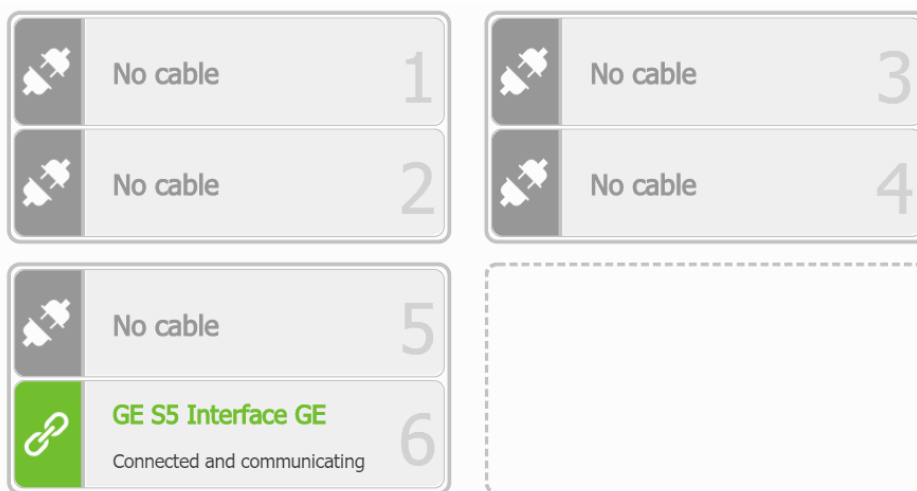 No cable
1
No cable
2
No cable
3
No cable
4
No cable
5
GE S5 Interface GE
Connected and communicating
6